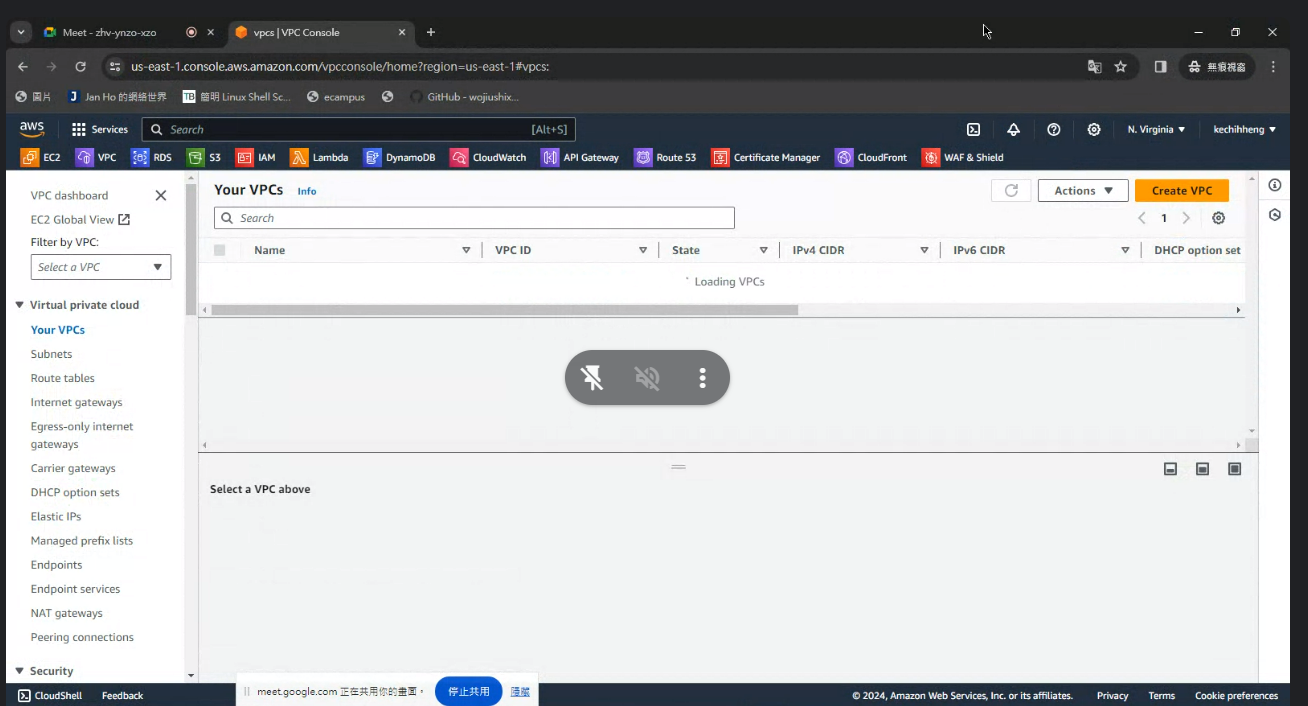 Meet - zhv-ynzo-xzo
vpcs | VPC Console
us-east-1.console.aws.amazon.com/vpcconsole/home?region=us-east-1#vpcs:
無痕視窗
圖片
J Jan Ho 的網絡世界
TB 簡明 Linux Shell Sc...
ecampus
GitHub - wojiushix...
aws
Services
Search
[Alt+S]
N. Virginia
kechihheng
EC2
VPC
RDS
S3
IAM
Lambda
DynamoDB
CloudWatch
API Gateway
Route 53
Certificate Manager
CloudFront
WAF & Shield
VPC dashboard
EC2 Global View
Filter by VPC:
Select a VPC
Virtual private cloud
Your VPCs
Subnets
Route tables
Internet gateways
Egress-only internet
gateways
Carrier gateways
DHCP option sets
Elastic IPs
Managed prefix lists
Endpoints
Endpoint services
NAT gateways
Peering connections
Security
Your VPCs
Info
Actions
Create VPC
Search
1
Name
VPC ID
State
IPv4 CIDR
IPv6 CIDR
DHCP option set
Loading VPCs
Select a VPC above
CloudShell
Feedback
meet.google.com 正在共用你的畫面。
停止共用
隱藏
© 2024, Amazon Web Services, Inc. or its affiliates.
Privacy
Terms
Cookie preferences